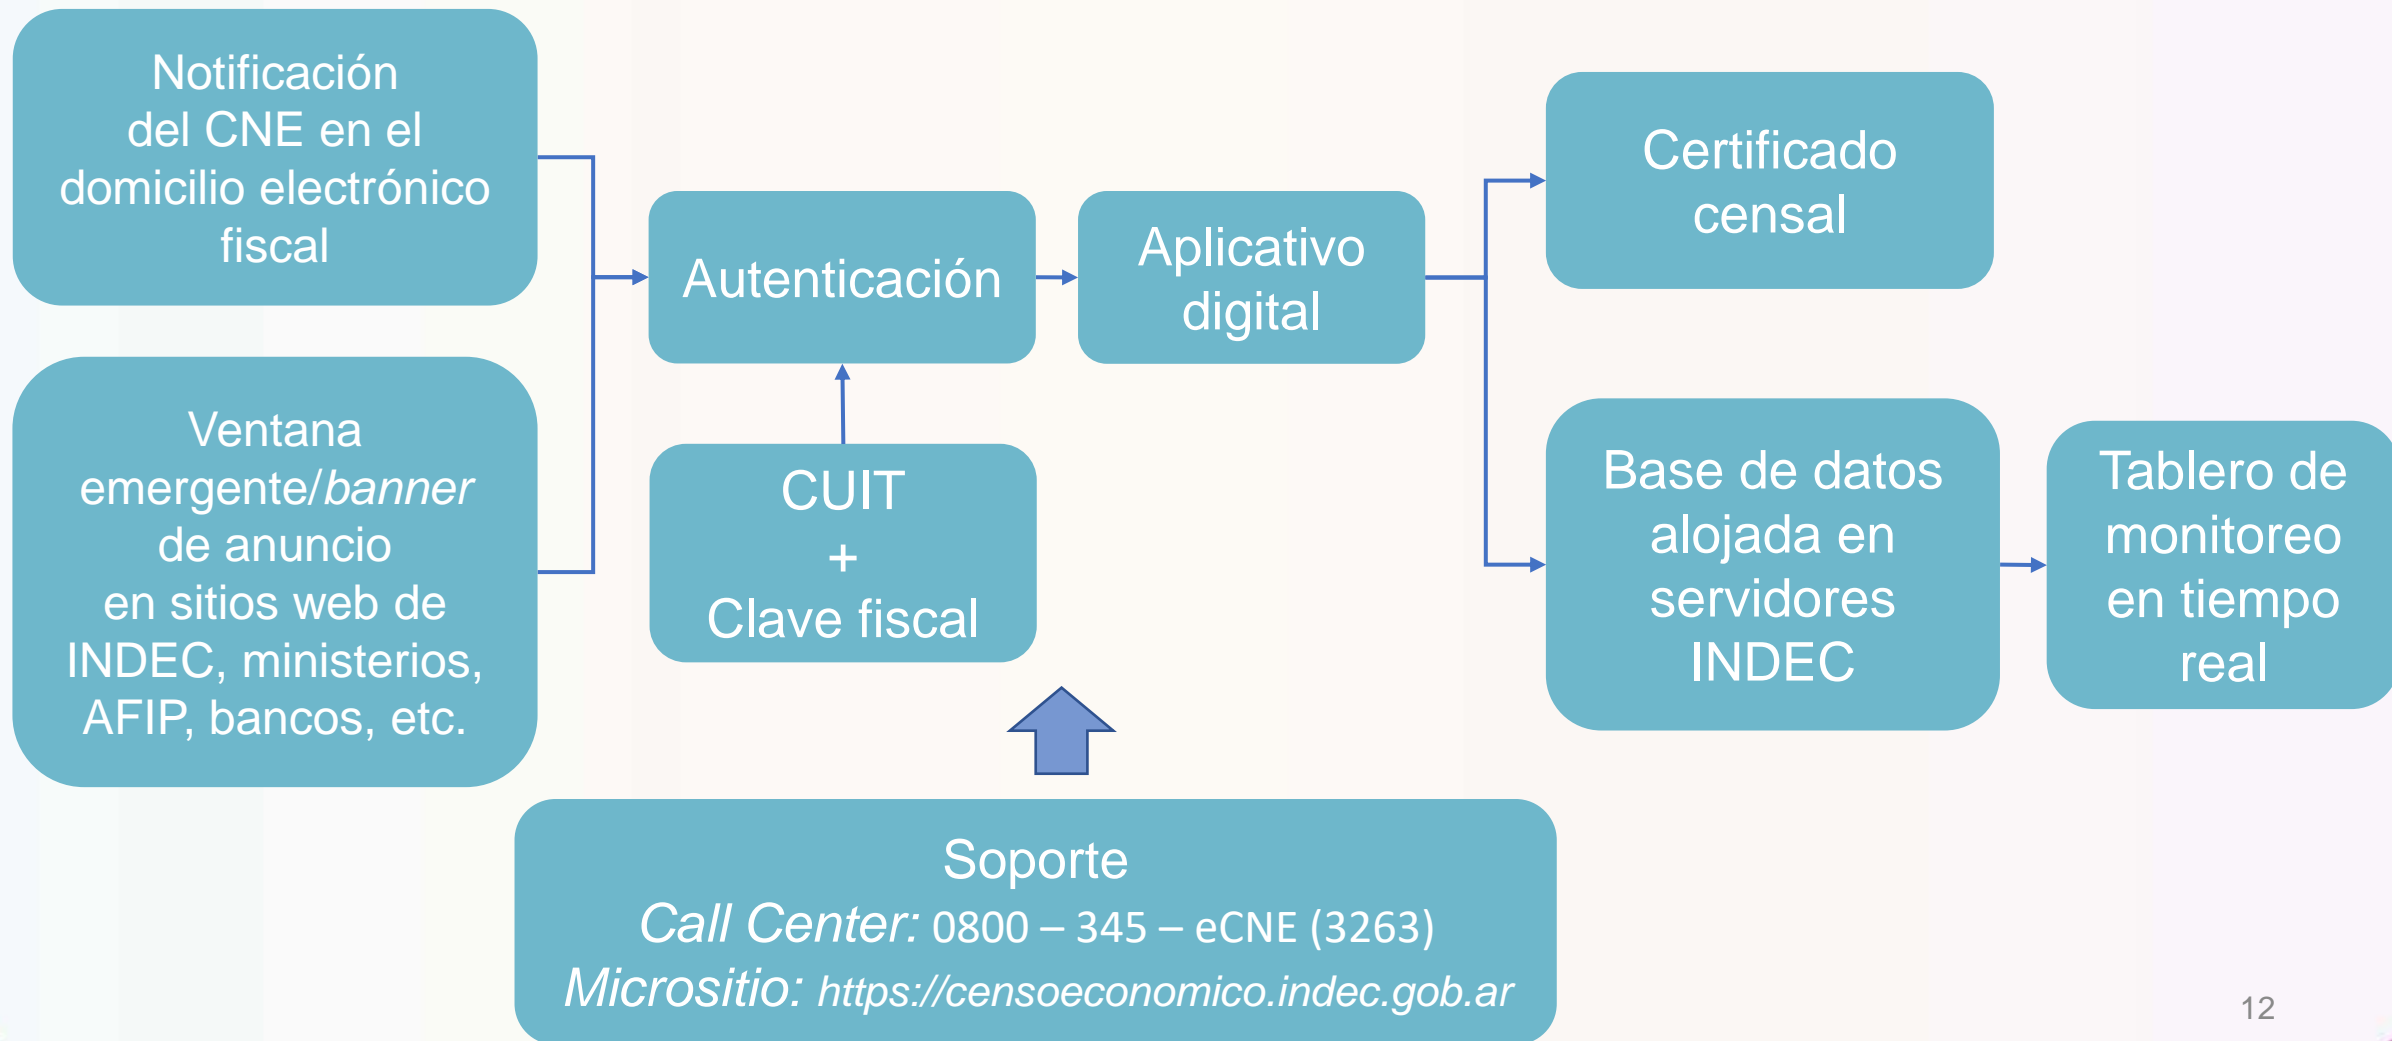 Notificación
del CNE en el
domicilio electrónico
fiscal
Ventana
emergente/banner
de anuncio
en sitios web de
INDEC, ministerios,
AFIP, bancos, etc.
Autenticación
CUIT
+
Clave fiscal
Aplicativo
digital
Certificado
censal
Base de datos
alojada en
servidores
INDEC
Tablero de
monitoreo
en tiempo
real
Soporte
Call Center: 0800 – 345 – eCNE (3263)
Micrositio: https://censoeconomico.indec.gob.ar
12